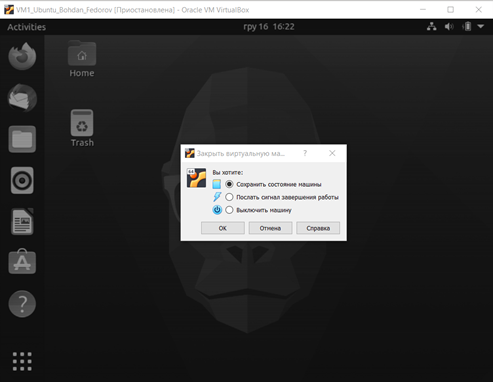 VM1_Ubuntu_Bohdan_Fedorov [Приостановлена] - Oracle VM VirtualBox
Activities
гру 16 16:22
Home
Trash
Закрыть виртуальную ма...
Вы хотите:
Сохранить состояние машины
Послать сигнал завершения работы
Выключить машину
ОК
Отмена
Справка